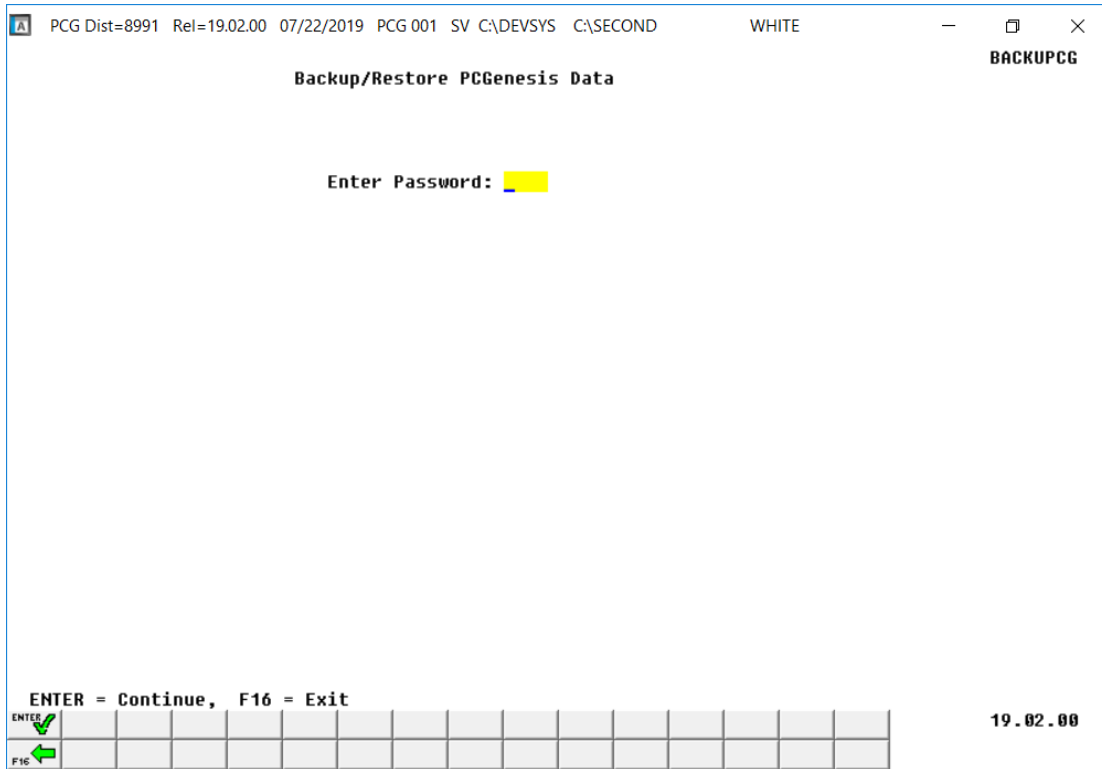 PCG Dist=8991 Rel=19.02.00 07/22/2019 PCG 001 SV C:\DEVSYS C:\SECOND WHITE
BACKUPCG
Backup/Restore PCGenesis Data
Enter Password: _
ENTER = Continue, F16 = Exit
ENTER
19.02.00
F16